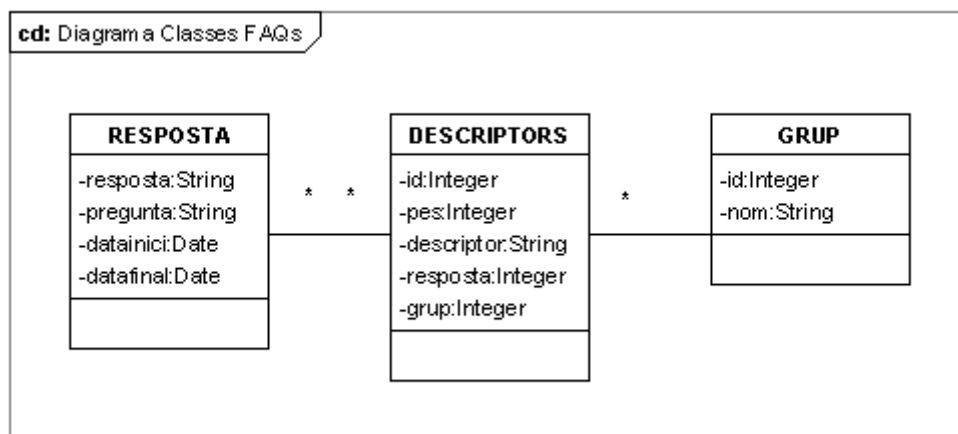 cd: Diagrama Classes FAQs
RESPOSTA
-resposta:String
-pregunta:String
-datainici:Date
-datafinal:Date
* *
DESCRIPTORS
-id:Integer
-pes:Integer
-descriptor:String
-resposta:Integer
-grup:Integer
*
GRUP
-id:Integer
-nom:String